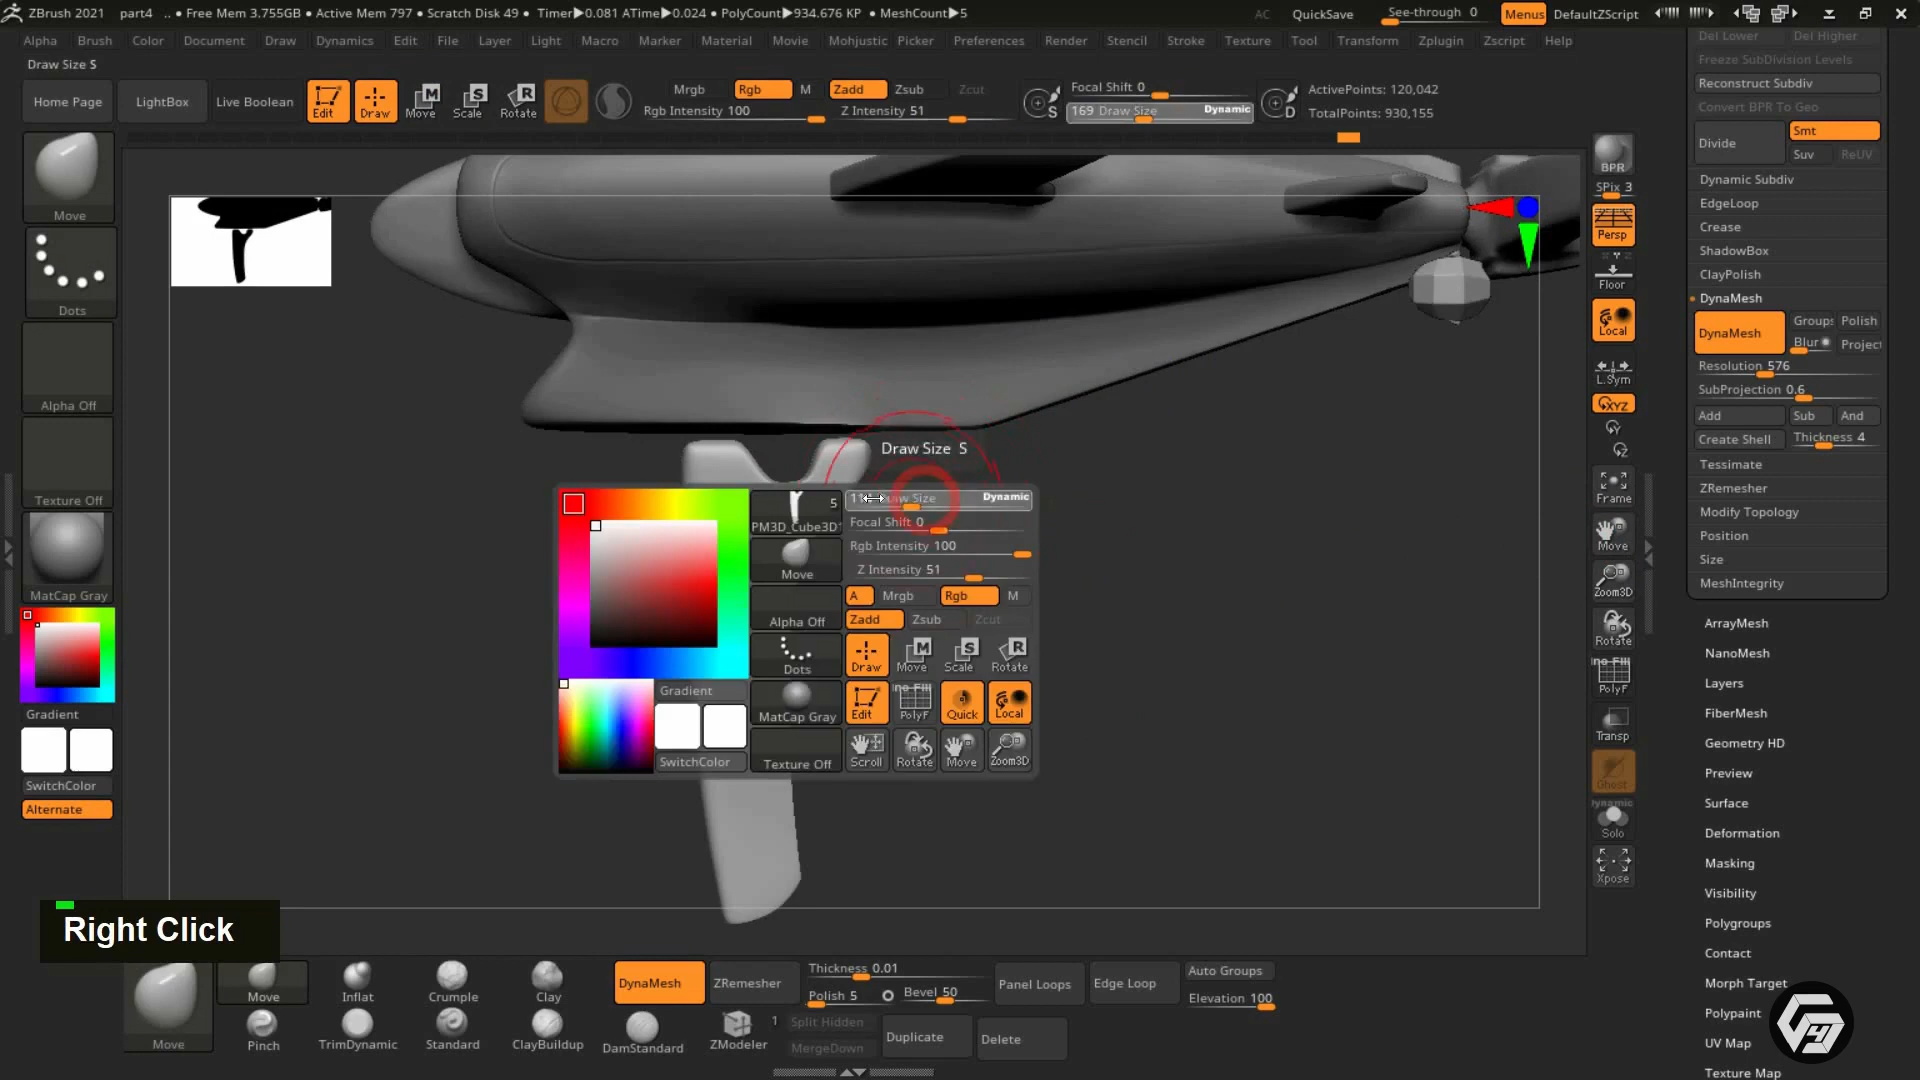 ZBrush 2021 part4 .. • Free Mem 3.755GB • Active Mem 797 • Scratch Disk 49 • Timer▶0.081 ATime▶0.024 • PolyCount▶934.676 KP • MeshCount▶5
AC QuickSave See-through 0 Menus DefaultZScript
Alpha Brush Color Document Draw Dynamics Edit File Layer Light Macro Marker Material Movie Mohjustic Picker Preferences Render Stencil Stroke Texture Tool Transform Zplugin Zscript Help
Draw Size S
Home Page LightBox Live Boolean Edit Draw Move Scale Rotate
Mrgb Rgb M Zadd Zsub Zcut
Rgb Intensity 100 Z Intensity 51
Focal Shift 0
169 Draw Size Dynamic
ActivePoints: 120,042
TotalPoints: 930,155
Move
Dots
Alpha Off
Texture Off
MatCap Gray
Gradient
SwitchColor
Alternate
Draw Size S
5
PM3D_Cube3D1
Move
Alpha Off
Dots
MatCap Gray
Texture Off
Gradient
SwitchColor
Dynamic
Focal Shift 0
Rgb Intensity 100
Z Intensity 51
A Mrgb Rgb M
Zadd Zsub Zcut
Draw Move Scale Rotate
Edit PolyF Quick Local
Scroll Rotate Move Zoom3D
Right Click
BPR
SPix 3
Persp
Floor
Local
L.Sym
XYZ
Frame
Move
Zoom3D
Rotate
PolyF
Transp
Ghost
Dynamic
Solo
Xpose
Del Lower Del Higher
Freeze SubDivision Levels
Reconstruct Subdiv
Convert BPR To Geo
Divide Smt
Suv ReUV
Dynamic Subdiv
EdgeLoop
Crease
ShadowBox
ClayPolish
DynaMesh
DynaMesh Groups Polish
Blur Project
Resolution 576
SubProjection 0.6
Add Sub And
Create Shell Thickness 4
Tessimate
ZRemesher
Modify Topology
Position
Size
MeshIntegrity
ArrayMesh
NanoMesh
Layers
FiberMesh
Geometry HD
Preview
Surface
Deformation
Masking
Visibility
Polygroups
Contact
Morph Target
Polypaint
UV Map
Texture Map
Move Move Inflat Crumple Clay
Pinch TrimDynamic Standard ClayBuildup DamStandard ZModeler 1
DynaMesh ZRemesher Thickness 0.01
Polish 5 Bevel 50
Panel Loops Edge Loop Auto Groups
Elevation 100
Split Hidden
MergeDown
Duplicate Delete